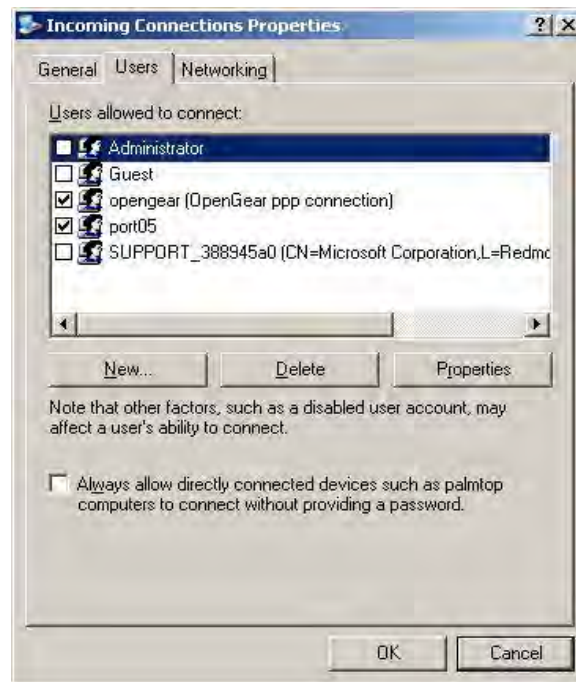 Incoming Connections Properties
General
Users
Networking
Users allowed to connect:
Administrator
Guest
opengear (OpenGear ppp connection)
port05
SUPPORT_388945a0 (CN=Microsoft Corporation,L=Redmo
New...
Delete
Properties
Note that other factors, such as a disabled user account, may
affect a user's ability to connect.
Always allow directly connected devices such as palmtop
computers to connect without providing a password.
OK
Cancel